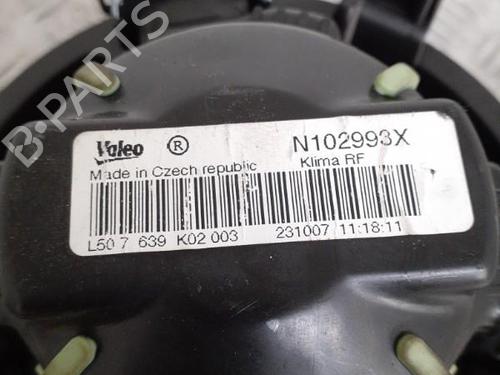 B-PARTS
Valeo ® N102993X
Made in Czech republic Klima RF
L50 7 639 K02 003 231007 11:18:11